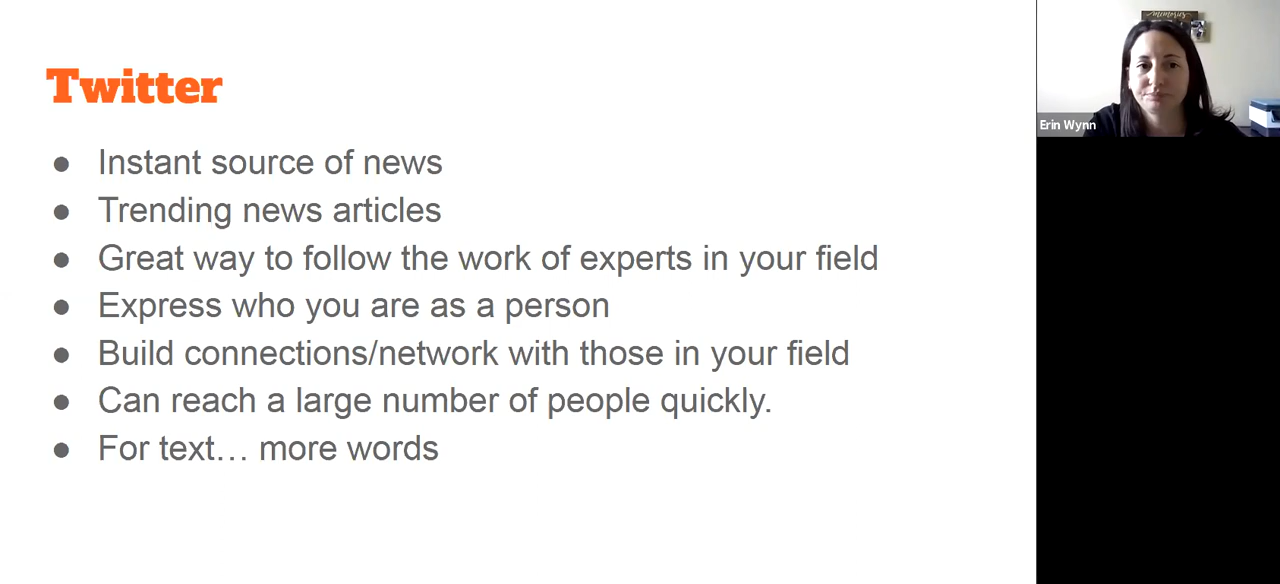 Twitter
● Instant source of news
● Trending news articles
● Great way to follow the work of experts in your field
● Express who you are as a person
● Build connections/network with those in your field
● Can reach a large number of people quickly.
● For text… more words
memories
Erin Wynn